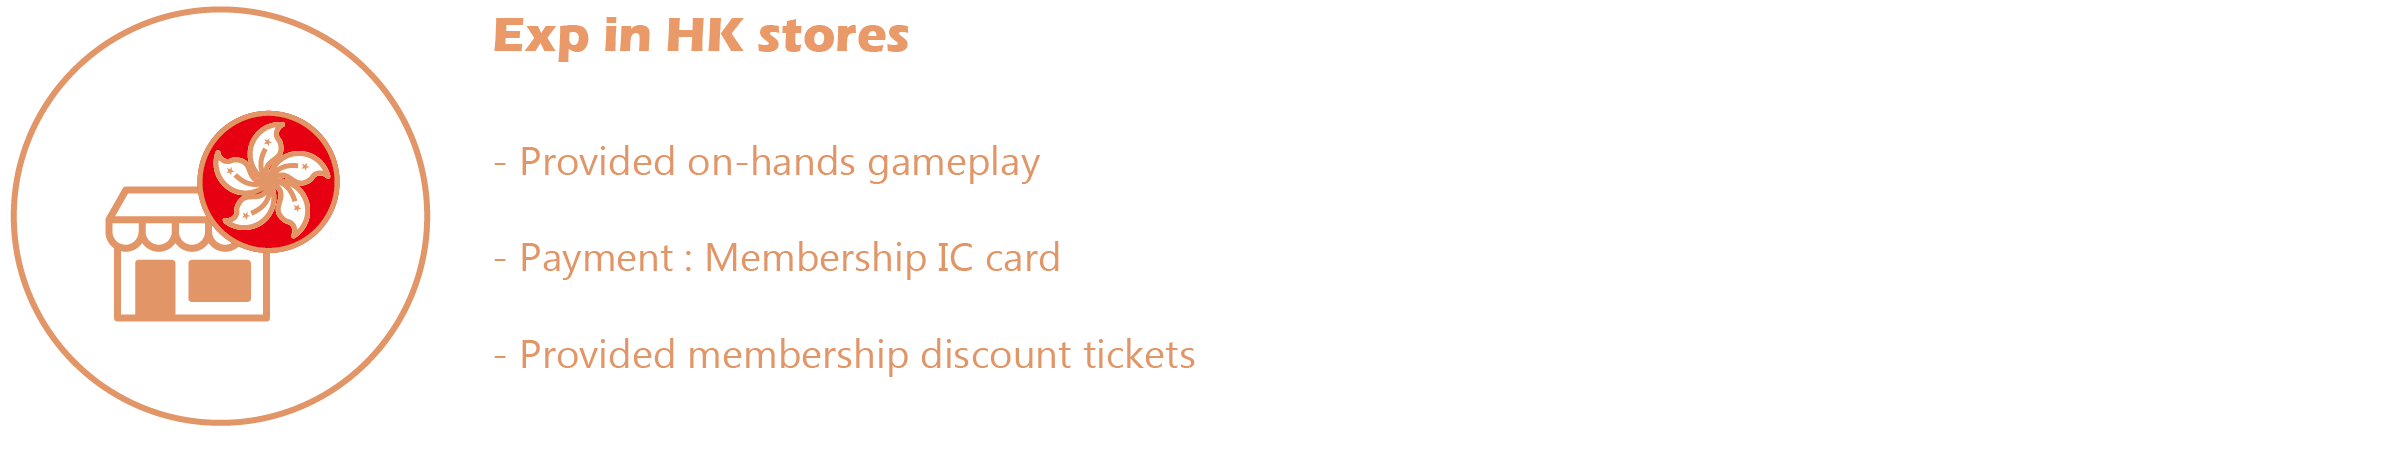 Exp in HK stores
- Provided on-hands gameplay
- Payment : Membership IC card
- Provided membership discount tickets